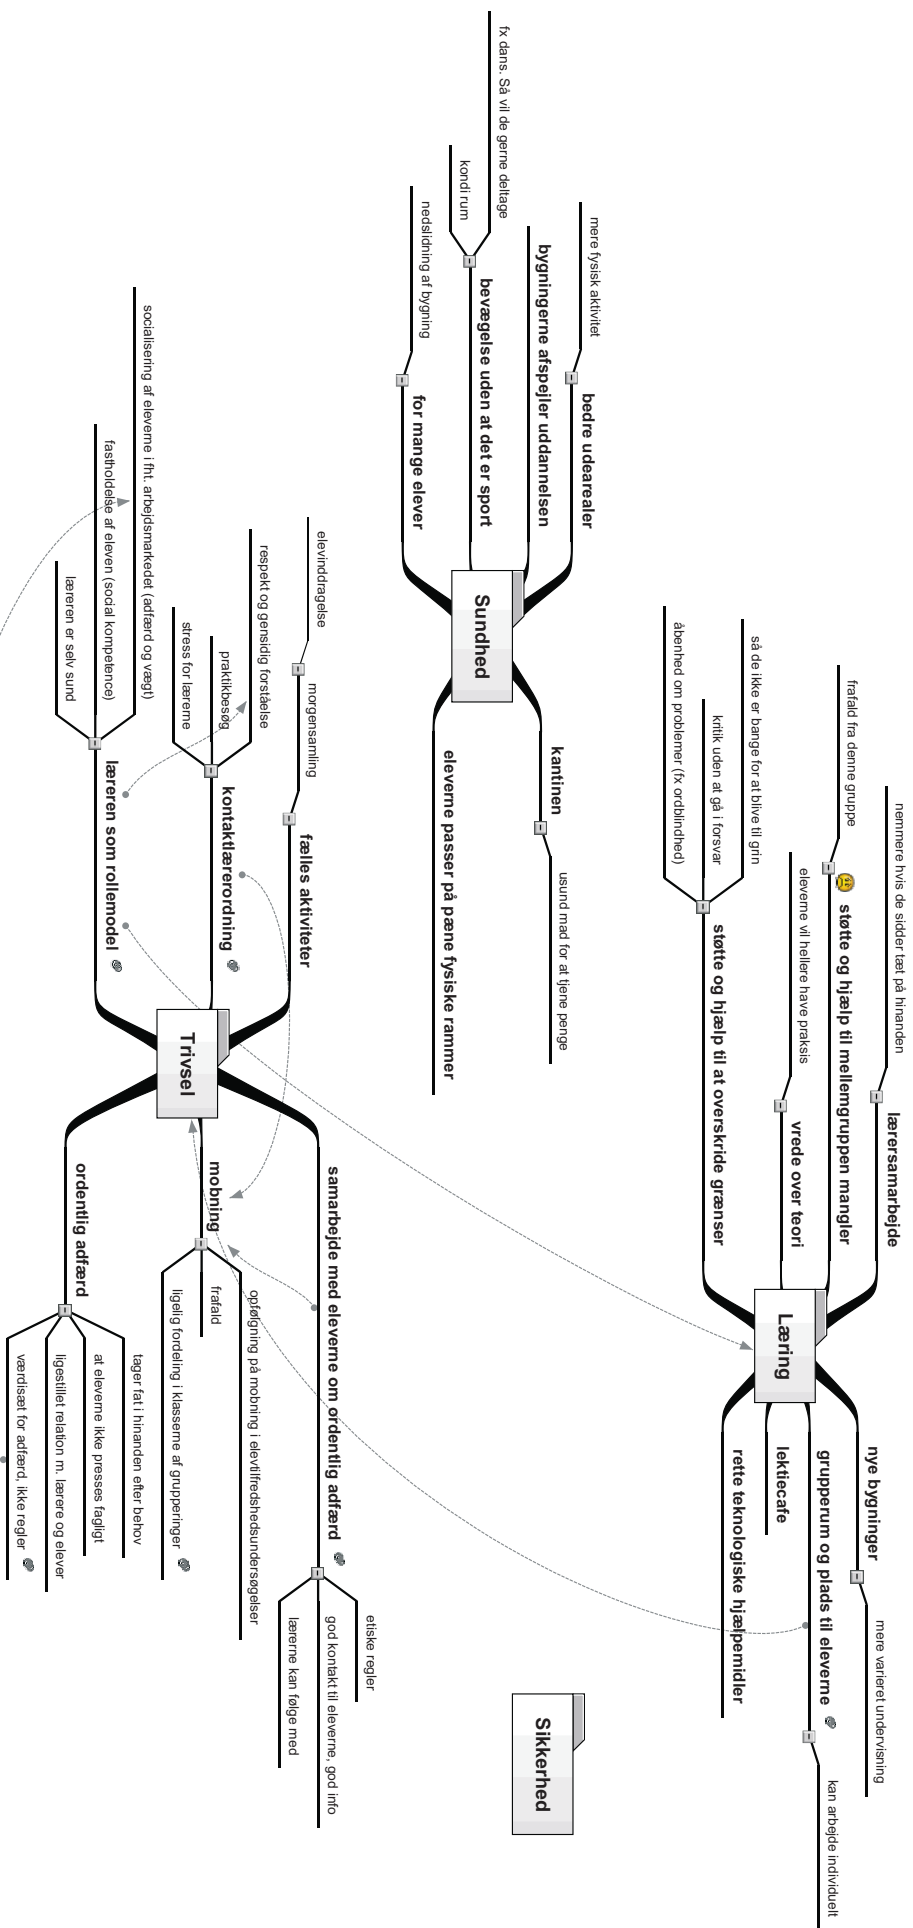 nemmere hvis de sidder tæt på hinanden
lærersamarbejde
frafald fra denne gruppe
støtte og hjælp til mellemgruppen mangler
eleverne vil hellere have praksis
vrede over teori
så de ikke er bange for at blive til grin
kritik uden at gå i forsvar
åbenhed om problemer (fx ordblindhed)
støtte og hjælp til at overskride grænser
Læring
nye bygninger
mere varieret undervisning
grupperum og plads til eleverne
kan arbejde individuelt
lektiecafe
rette teknologiske hjælpemidler
mere fysisk aktivitet
bedre udearealer
bygningerne afspejler uddannelsen
fx dans. Så vil de gerne deltage
kondi rum
bevægelse uden at det er sport
nedslidning af bygning
for mange elever
Sundhed
kantinen
usund mad for at tjene penge
eleverne passer på pæne fysiske rammer
Sikkerhed
elevinddragelse
morgensamling
fælles aktiviteter
respekt og gensidig forståelse
praktikbesøg
stress for lærerne
kontaktlærerordning
socialisering af eleverne i fht. arbejdsmarkedet (adfærd og vægt)
fastholdelse af eleven (social kompetence)
læreren er selv sund
læreren som rollemodel
Trivsel
samarbejde med eleverne om ordentlig adfærd
etiske regler
god kontakt til eleverne, god info
lærerne kan følge med
mobning
opfølgning på mobning i elevtilfredshedsundersøgelser
frafald
ligelig fordeling i klasserne af grupperinger
ordentlig adfærd
tager fat i hinanden efter behov
at eleverne ikke presses fagligt
ligestillet relation m. lærere og elever
værdisæt for adfærd, ikke regler